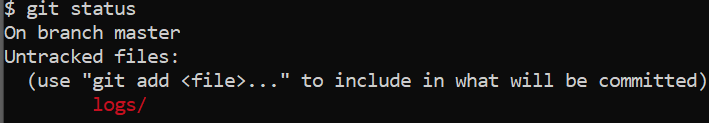 $ git status
On branch master
Untracked files:
  (use "git add <file>..." to include in what will be committed)
        logs/